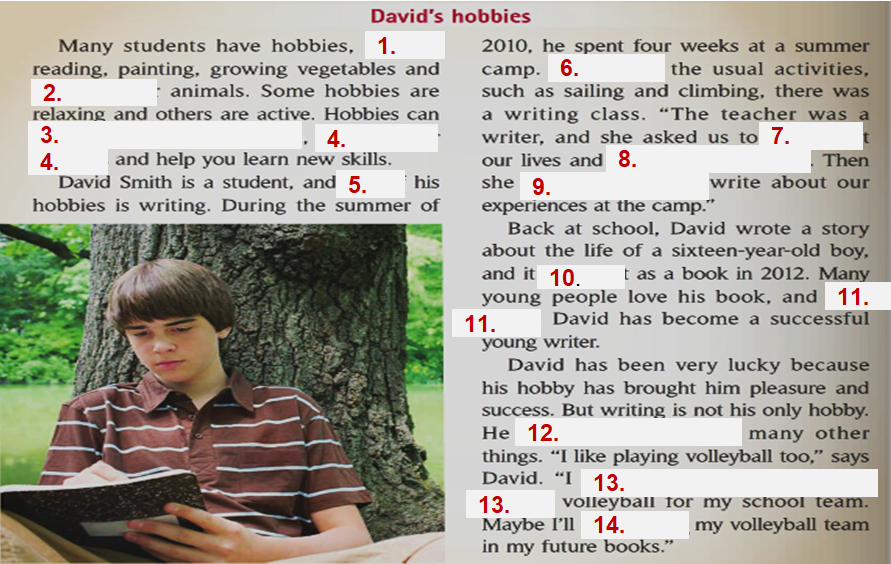 David's hobbies
Many students have hobbies, 1.
reading, painting, growing vegetables and
2. animals. Some hobbies are
relaxing and others are active. Hobbies can
3. , 4.
4. and help you learn new skills.
David Smith is a student, and 5. his
hobbies is writing. During the summer of
2010, he spent four weeks at a summer
camp. 6. the usual activities,
such as sailing and climbing, there was
a writing class. “The teacher was a
writer, and she asked us to 7. t
our lives and 8. . Then
she 9. write about our
experiences at the camp.”
Back at school, David wrote a story
about the life of a sixteen-year-old boy,
and it 10. t as a book in 2012. Many
young people love his book, and 11.
11. David has become a successful
young writer.
David has been very lucky because
his hobby has brought him pleasure and
success. But writing is not his only hobby.
He 12. many other
things. “I like playing volleyball too,” says
David. “I 13.
13. volleyball for my school team.
Maybe I'll 14. my volleyball team
in my future books.”